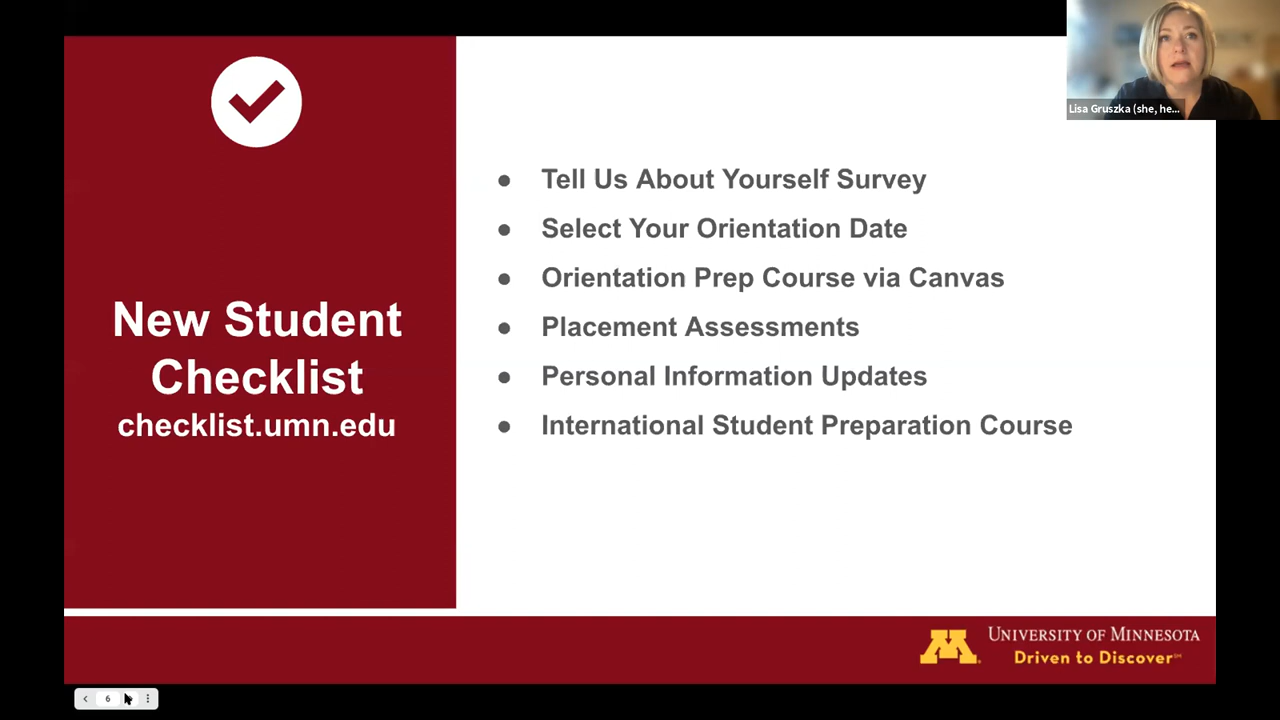 Lisa Gruszka (she, he...
New Student
Checklist
checklist.umn.edu
● Tell Us About Yourself Survey
● Select Your Orientation Date
● Orientation Prep Course via Canvas
● Placement Assessments
● Personal Information Updates
● International Student Preparation Course
M
UNIVERSITY OF MINNESOTA
Driven to Discover℠
6